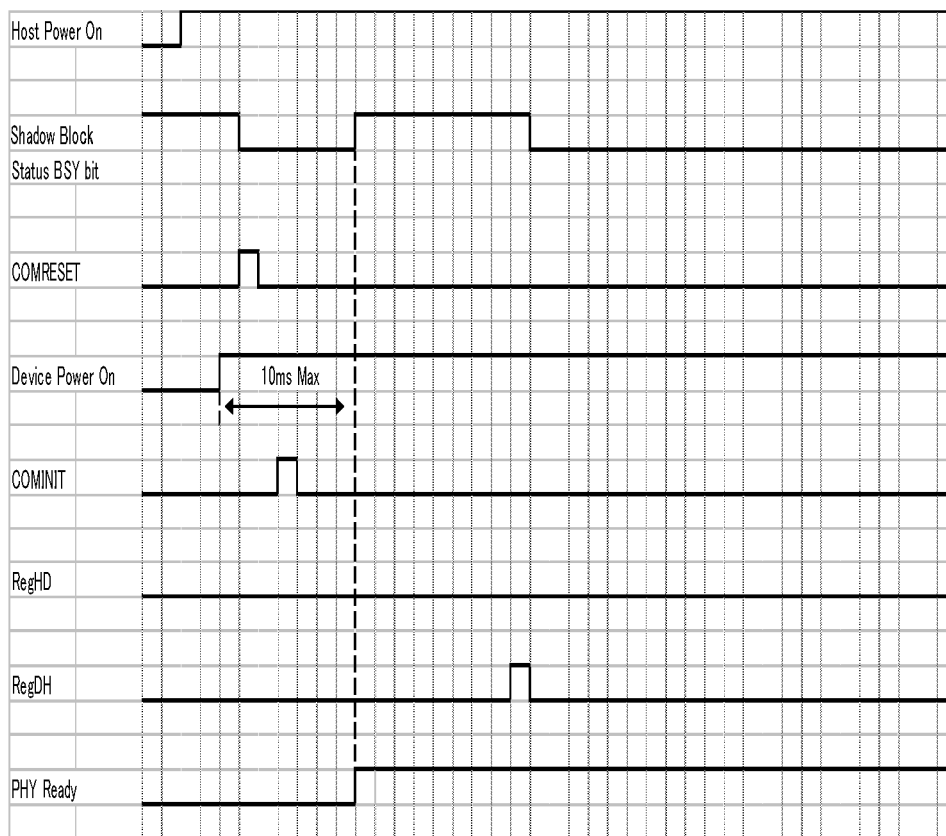 Host Power On
Shadow Block
Status BSY bit
COMRESET
Device Power On
10ms Max
COMINIT
RegHD
RegDH
PHY Ready